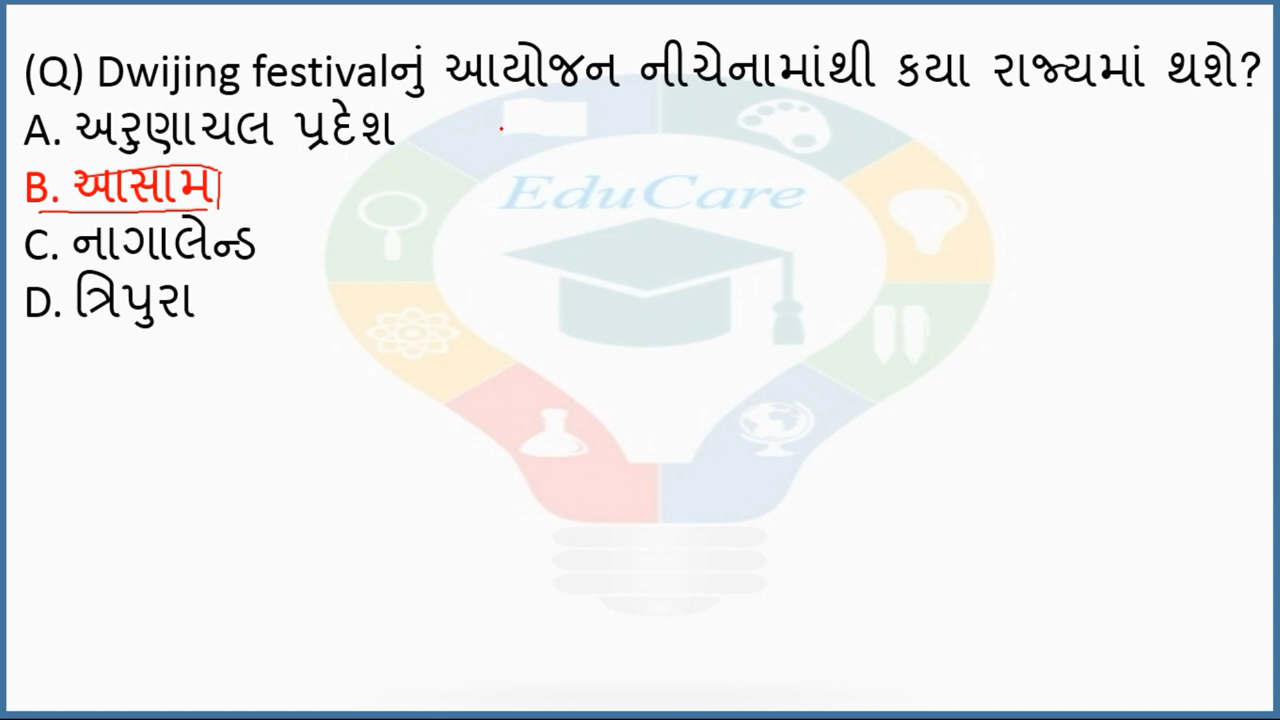 (Q) Dwijing festivalનું આયોજન નીચેનામાંથી કયા રાજ્યમાં થશે?
A. અરુણાચલ પ્રદેશ
B. આસામ
C. નાગાલેન્ડ
D. ત્રિપુરા
EduCare